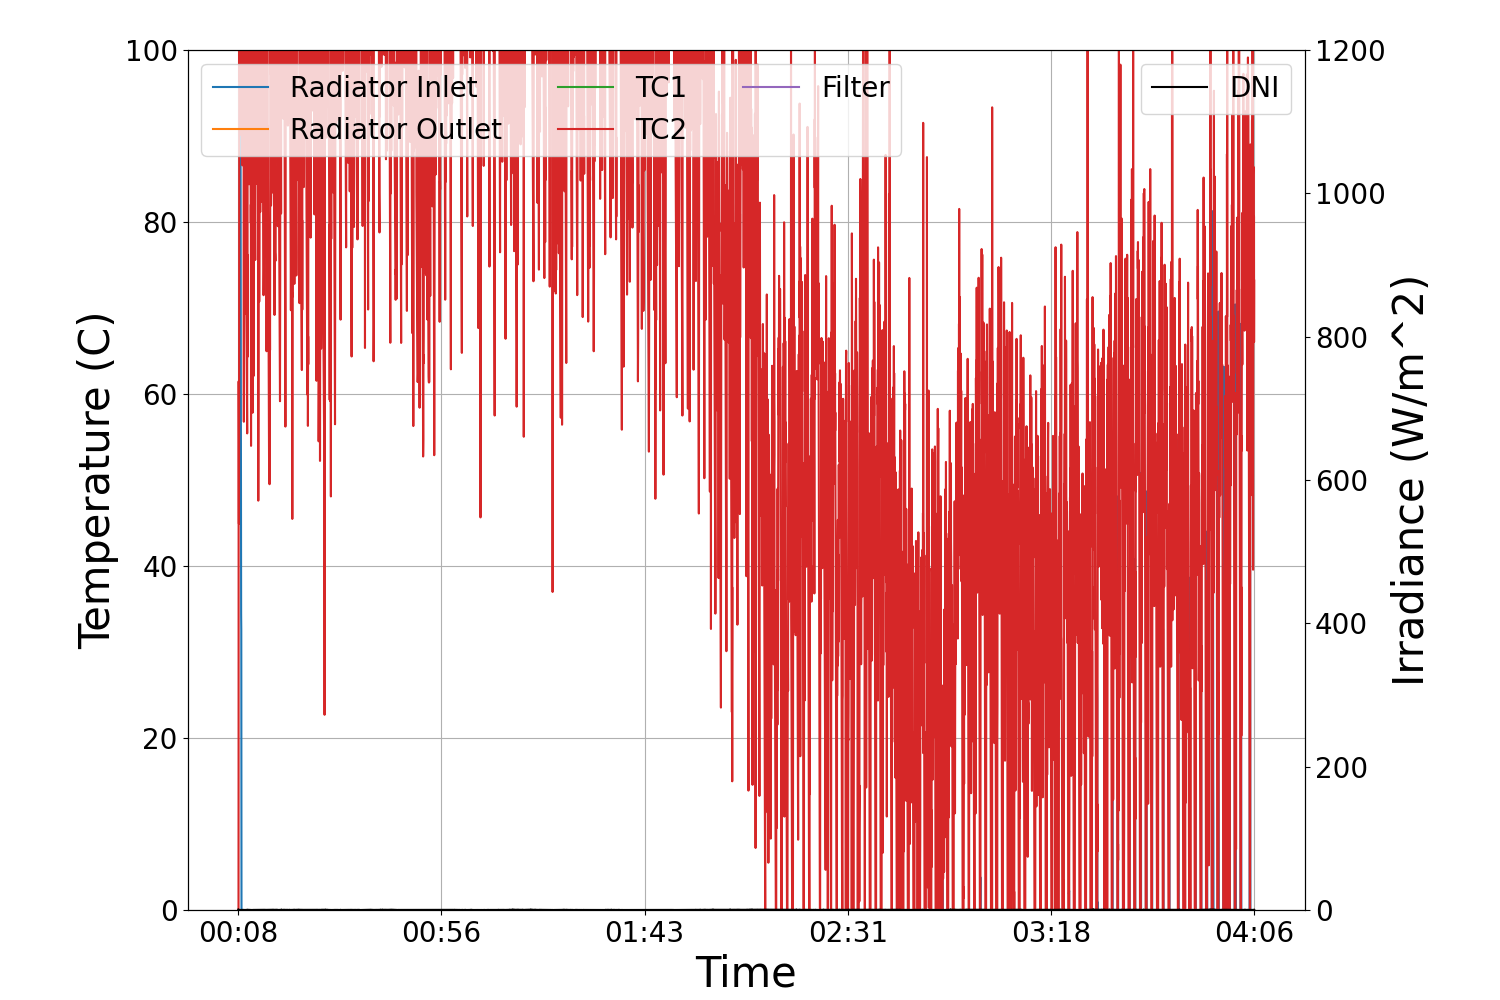 100
80
60
40
20
0
Temperature (C)
Radiator Inlet
Radiator Outlet
TC1
TC2
Filter
DNI
1200
1000
800
600
400
200
0
Irradiance (W/m^2)
00:08 00:56 01:43 02:31 03:18 04:06
Time